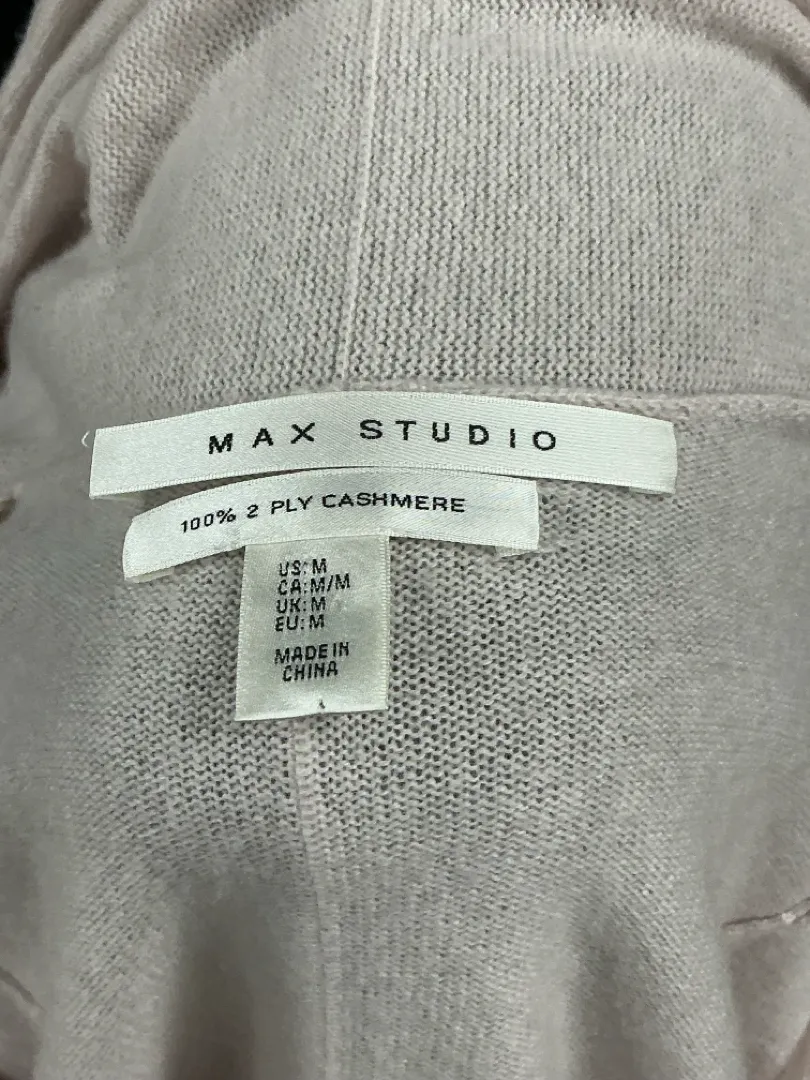 MAX STUDIO
100% 2 PLY CASHMERE
US: M
CA: M/M
UK: M
EU: M
MADE IN
CHINA